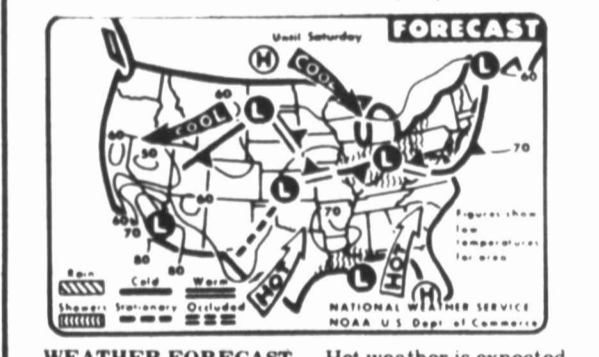 FORECAST
Until Saturday
H
COOL
L
60
60
COOL
L
60
50
L
70
L
60
70
60
L
70
80
80
HOT
HOT
L
H
Figures show
low
temperatures
for area
Rain
Cold
Warm
Showers Stationary Occluded
NATIONAL WEATHER SERVICE
NOAA U S Dept of Commerce
WEATHER FORECAST Hot weather is expected